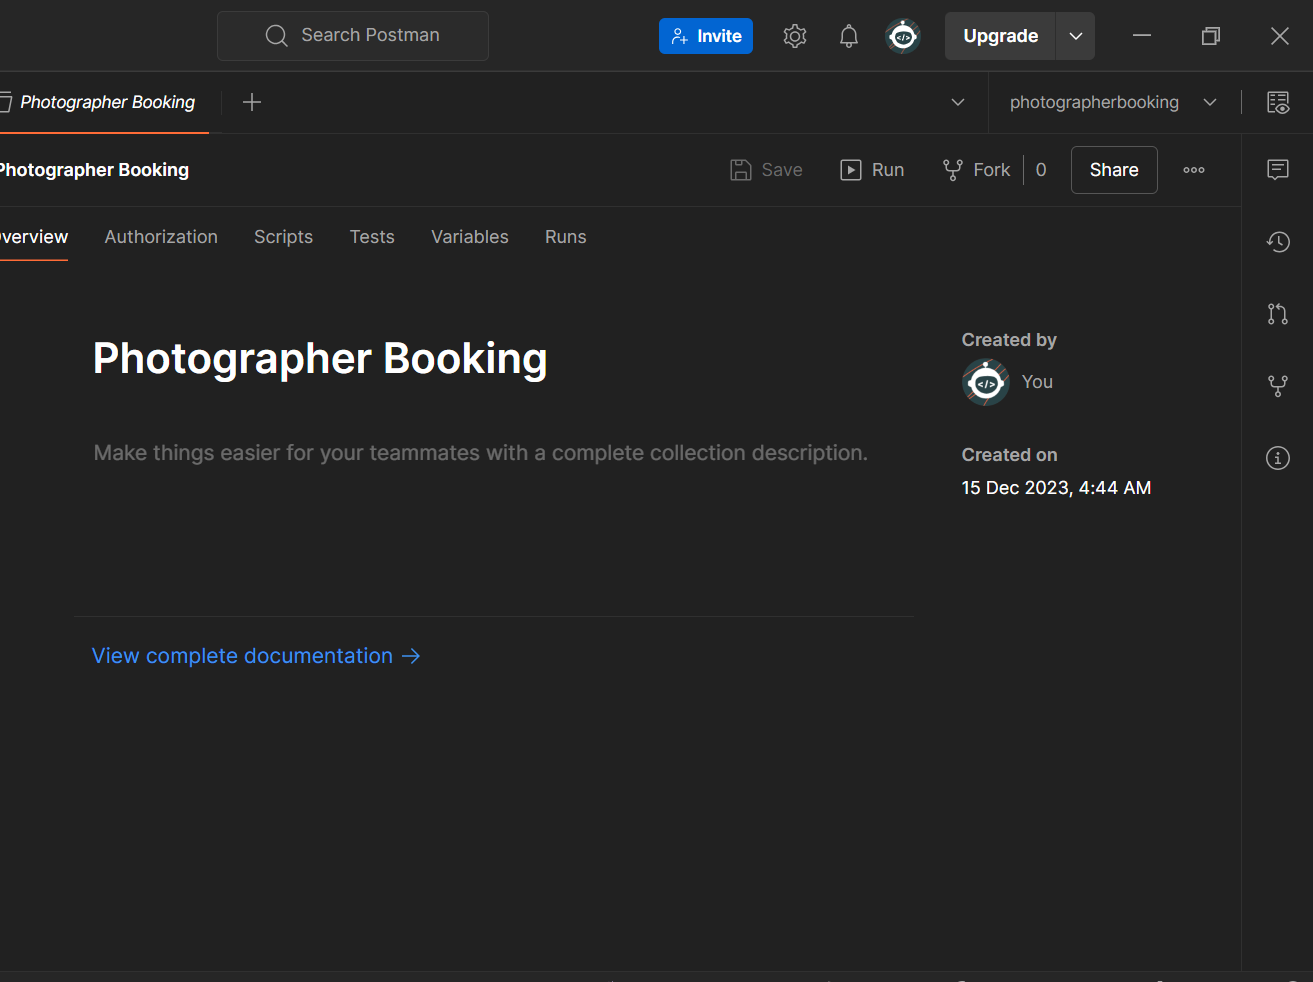 Search Postman
Invite
Upgrade
Photographer Booking
photographerbooking
Photographer Booking
Save
Run
Fork
0
Share
verview
Authorization
Scripts
Tests
Variables
Runs
Photographer Booking
Created by
</> You
Make things easier for your teammates with a complete collection description.
Created on
15 Dec 2023, 4:44 AM
View complete documentation →